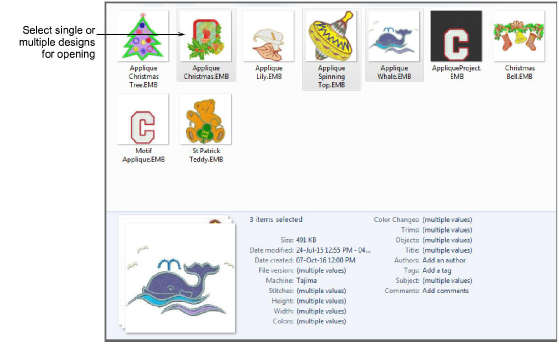 Select single or
multiple designs
for opening
Applique
Christmas
Tree.EMB
Applique
Christmas.EMB
Applique
Lily.EMB
Applique
Spinning
Top.EMB
Applique
Whale.EMB
AppliqueProject.
EMB
Christmas
Bell.EMB
C
C
Motif
Applique.EMB
St Patrick
Teddy.EMB
3 items selected
Size: 491 KB
Date modified: 24-Jul-15 12:55 PM - 04...
Date created: 07-Oct-16 12:00 PM
File version: (multiple values)
Machine: Tajima
Stitches: (multiple values)
Height: (multiple values)
Width: (multiple values)
Colors: (multiple values)
Color Changes: (multiple values)
Trims: (multiple values)
Objects: (multiple values)
Title: (multiple values)
Authors: Add an author
Tags: Add a tag
Subject: (multiple values)
Comments: Add comments